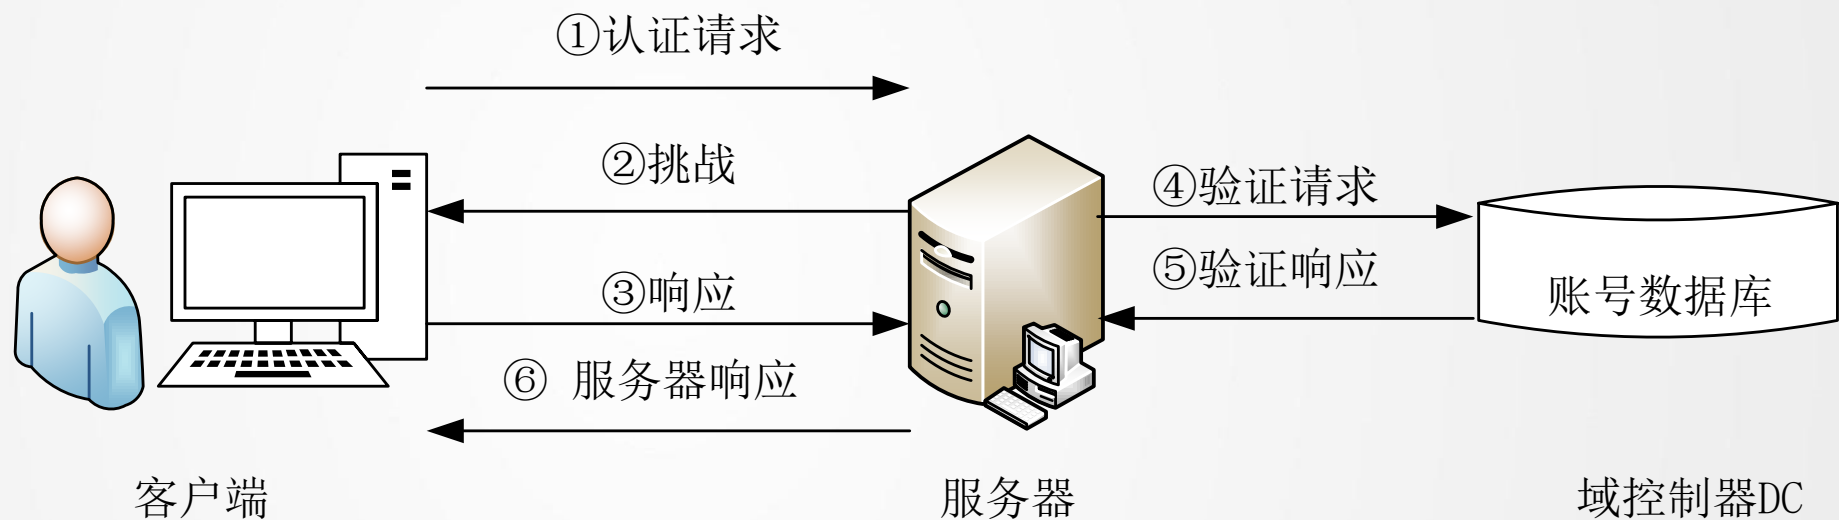 ①认证请求
②挑战
④验证请求
③响应
⑤验证响应
账号数据库
⑥ 服务器响应
客户端
服务器
域控制器DC